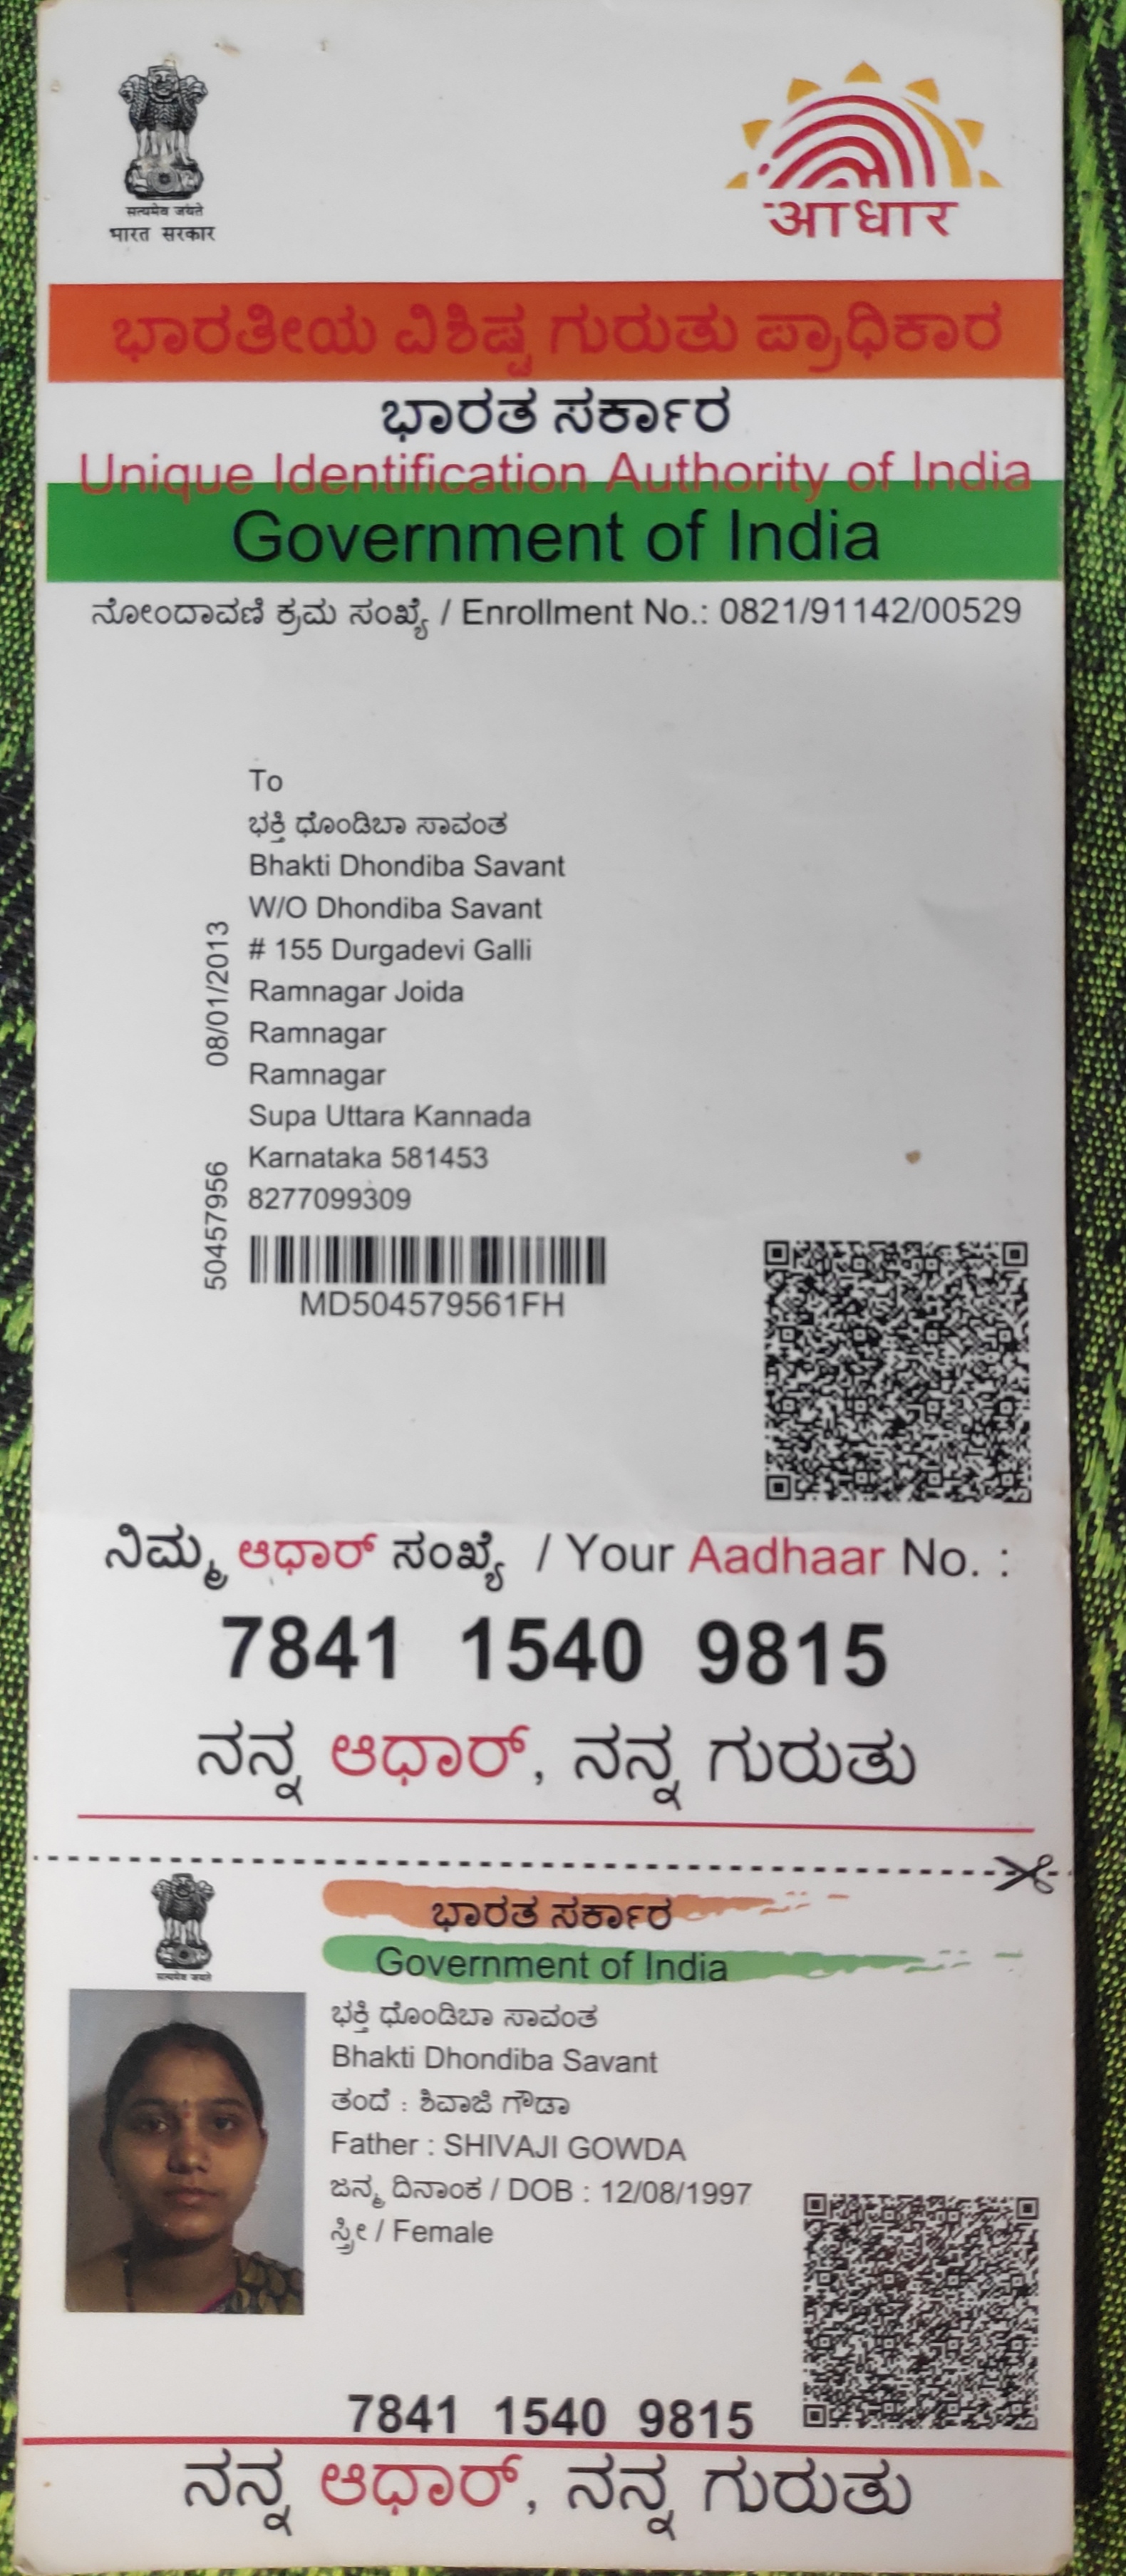 सत्यमेव जयते
भारत सरकार
आधार
ಭಾರತೀಯ ವಿಶಿಷ್ಟ ಗುರುತು ಪ್ರಾಧಿಕಾರ
ಭಾರತ ಸರ್ಕಾರ
Unique Identification Authority of India
Government of India
ನೋಂದಾವಣಿ ಕ್ರಮ ಸಂಖ್ಯೆ / Enrollment No.: 0821/91142/00529
To
ಭಕ್ತಿ ಧೊಂಡಿಬಾ ಸಾವಂತ
Bhakti Dhondiba Savant
W/O Dhondiba Savant
# 155 Durgadevi Galli
Ramnagar Joida
Ramnagar
Ramnagar
Supa Uttara Kannada
Karnataka 581453
8277099309
08/01/2013
50457956
MD504579561FH
ನಿಮ್ಮ ಆಧಾರ್ ಸಂಖ್ಯೆ / Your Aadhaar No. :
7841 1540 9815
ನನ್ನ ಆಧಾರ್, ನನ್ನ ಗುರುತು
सत्यमेव जयते
ಭಾರತ ಸರ್ಕಾರ
Government of India
ಭಕ್ತಿ ಧೊಂಡಿಬಾ ಸಾವಂತ
Bhakti Dhondiba Savant
ತಂದೆ : ಶಿವಾಜಿ ಗೌಡಾ
Father : SHIVAJI GOWDA
ಜನ್ಮ ದಿನಾಂಕ / DOB : 12/08/1997
ಸ್ತ್ರೀ / Female
7841 1540 9815
ನನ್ನ ಆಧಾರ್, ನನ್ನ ಗುರುತು